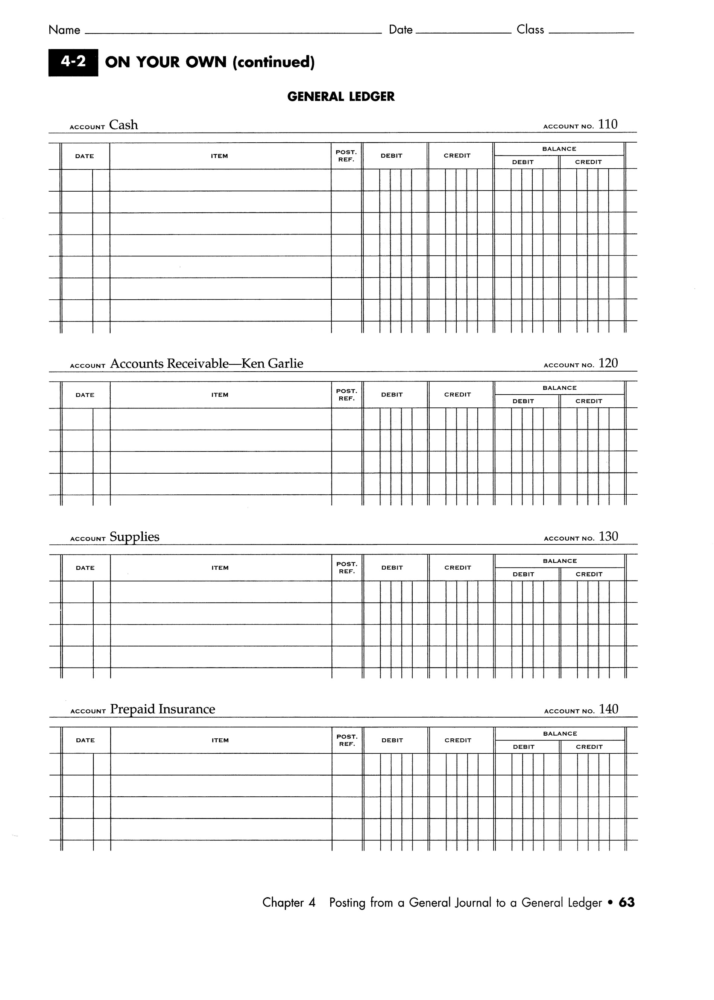 Name Date Class
4-2 ON YOUR OWN (continued)
GENERAL LEDGER
ACCOUNT Cash ACCOUNT NO. 110
DATE ITEM POST. REF. DEBIT CREDIT BALANCE
DEBIT CREDIT
ACCOUNT Accounts Receivable—Ken Garlie ACCOUNT NO. 120
DATE ITEM POST. REF. DEBIT CREDIT BALANCE
DEBIT CREDIT
ACCOUNT Supplies ACCOUNT NO. 130
DATE ITEM POST. REF. DEBIT CREDIT BALANCE
DEBIT CREDIT
ACCOUNT Prepaid Insurance ACCOUNT NO. 140
DATE ITEM POST. REF. DEBIT CREDIT BALANCE
DEBIT CREDIT
Chapter 4 Posting from a General Journal to a General Ledger • 63